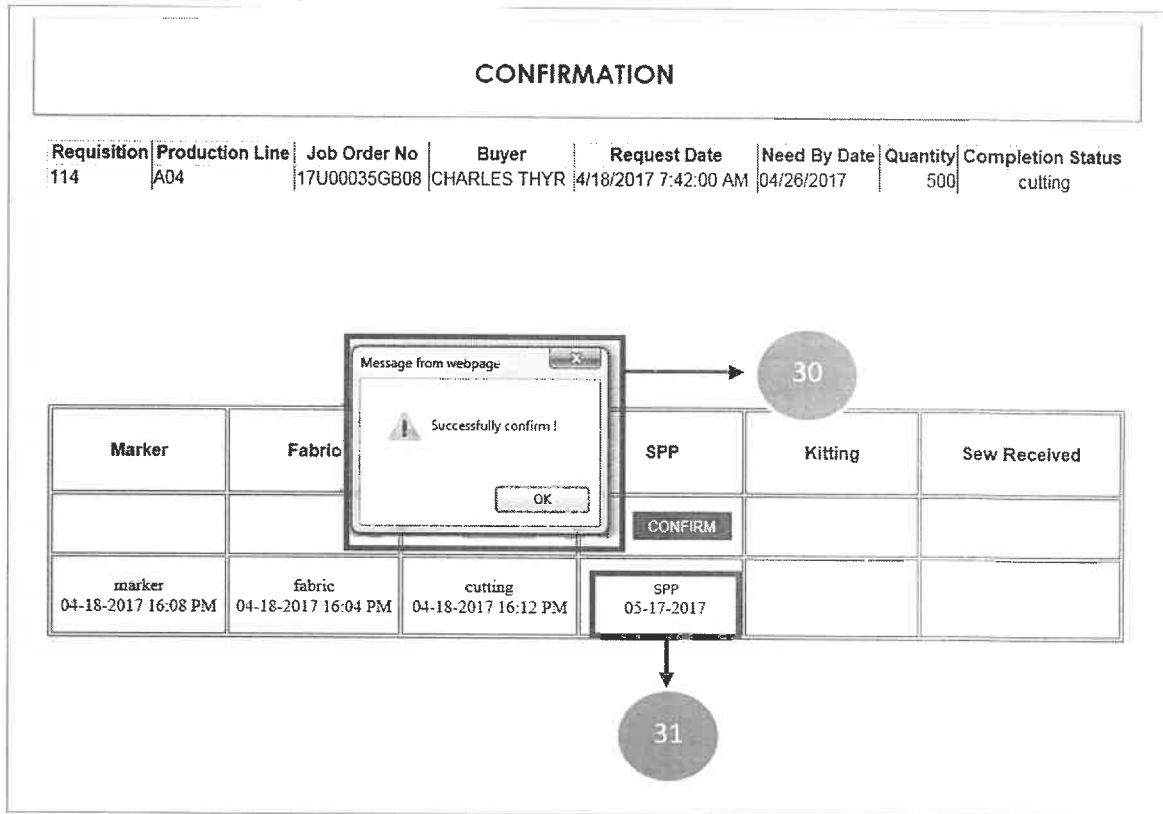 CONFIRMATION
Requisition Production Line Job Order No Buyer Request Date Need By Date Quantity Completion Status
114 A04 17U00035GB08 CHARLES THYR 4/18/2017 7:42:00 AM 04/26/2017 500 cutting
Message from webpage
30
Successfully confirm !
Marker Fabric SPP Kitting Sew Received
OK
CONFIRM
marker fabric cutting SPP
04-18-2017 16:08 PM 04-18-2017 16:04 PM 04-18-2017 16:12 PM 05-17-2017
31